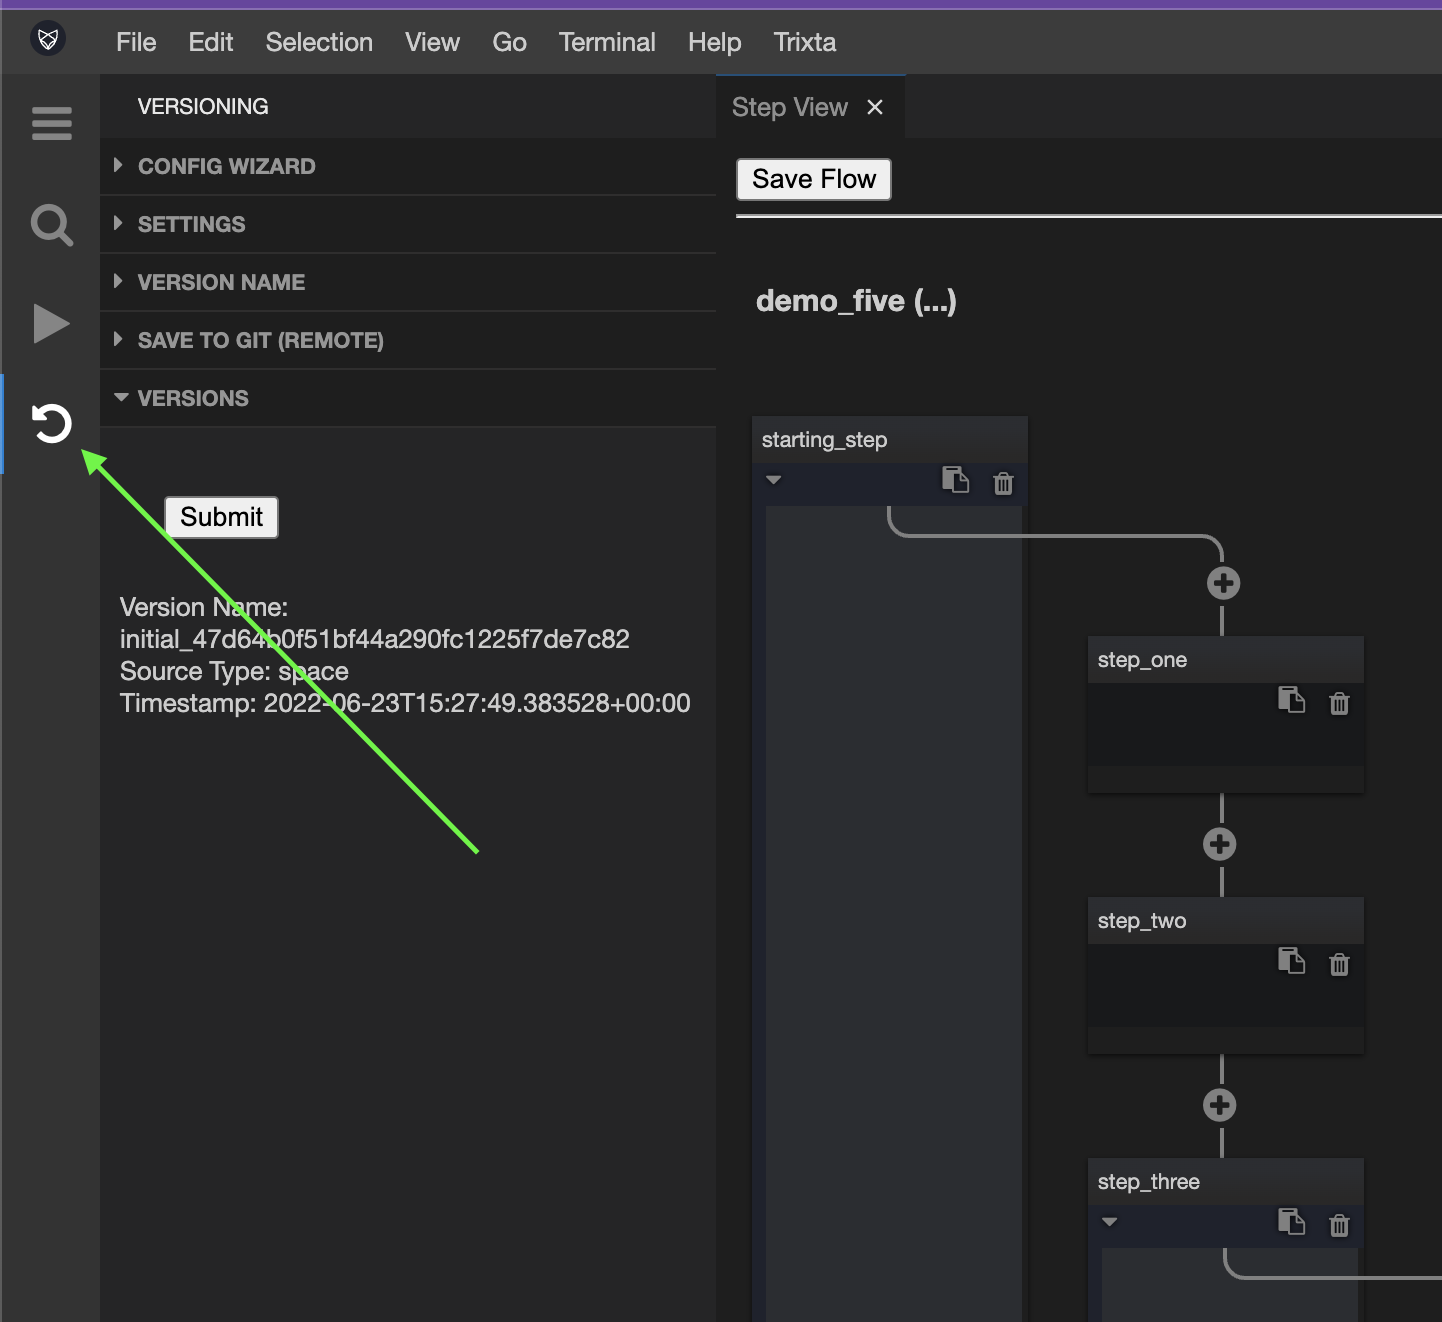 File Edit Selection View Go Terminal Help Trixta
VERSIONING
CONFIG WIZARD
SETTINGS
VERSION NAME
SAVE TO GIT (REMOTE)
VERSIONS
Submit
Version Name:
initial_47d64b0f51bf44a290fc1225f7de7c82
Source Type: space
Timestamp: 2022-06-23T15:27:49.383528+00:00
Step View
Save Flow
demo_five (...)
starting_step
step_one
step_two
step_three